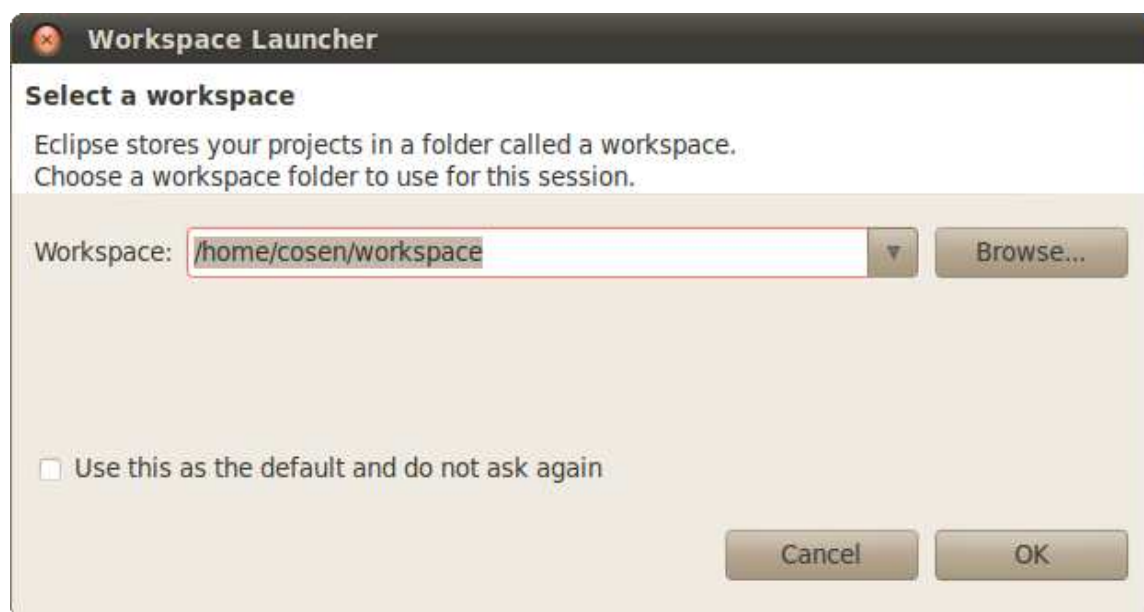 Workspace Launcher
Select a workspace
Eclipse stores your projects in a folder called a workspace.
Choose a workspace folder to use for this session.
Workspace: /home/cosen/workspace Browse...
Use this as the default and do not ask again
Cancel OK